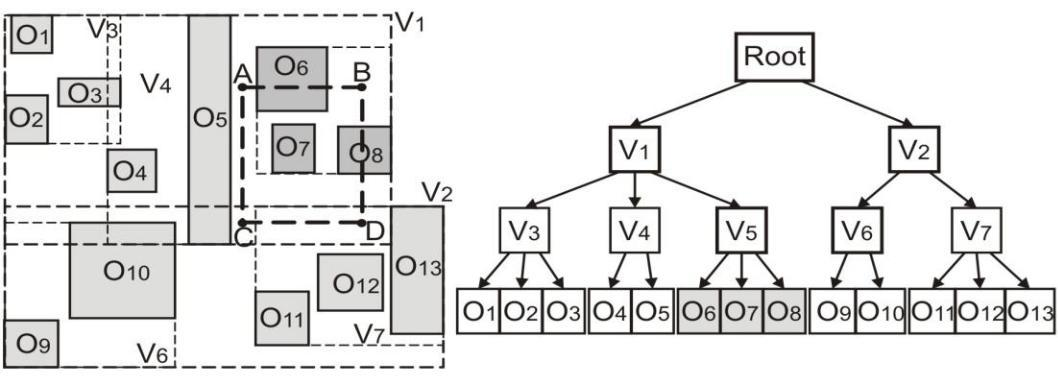 O1 V3 V1
O6
A B
O3 V4
O2 O5
O7 O8
O4
V2
C D
O10 O12 O13
O11
O9 V6 V7
Root
V1 V2
V3 V4 V5 V6 V7
O1 O2 O3 O4 O5 O6 O7 O8 O9 O10 O11 O12 O13